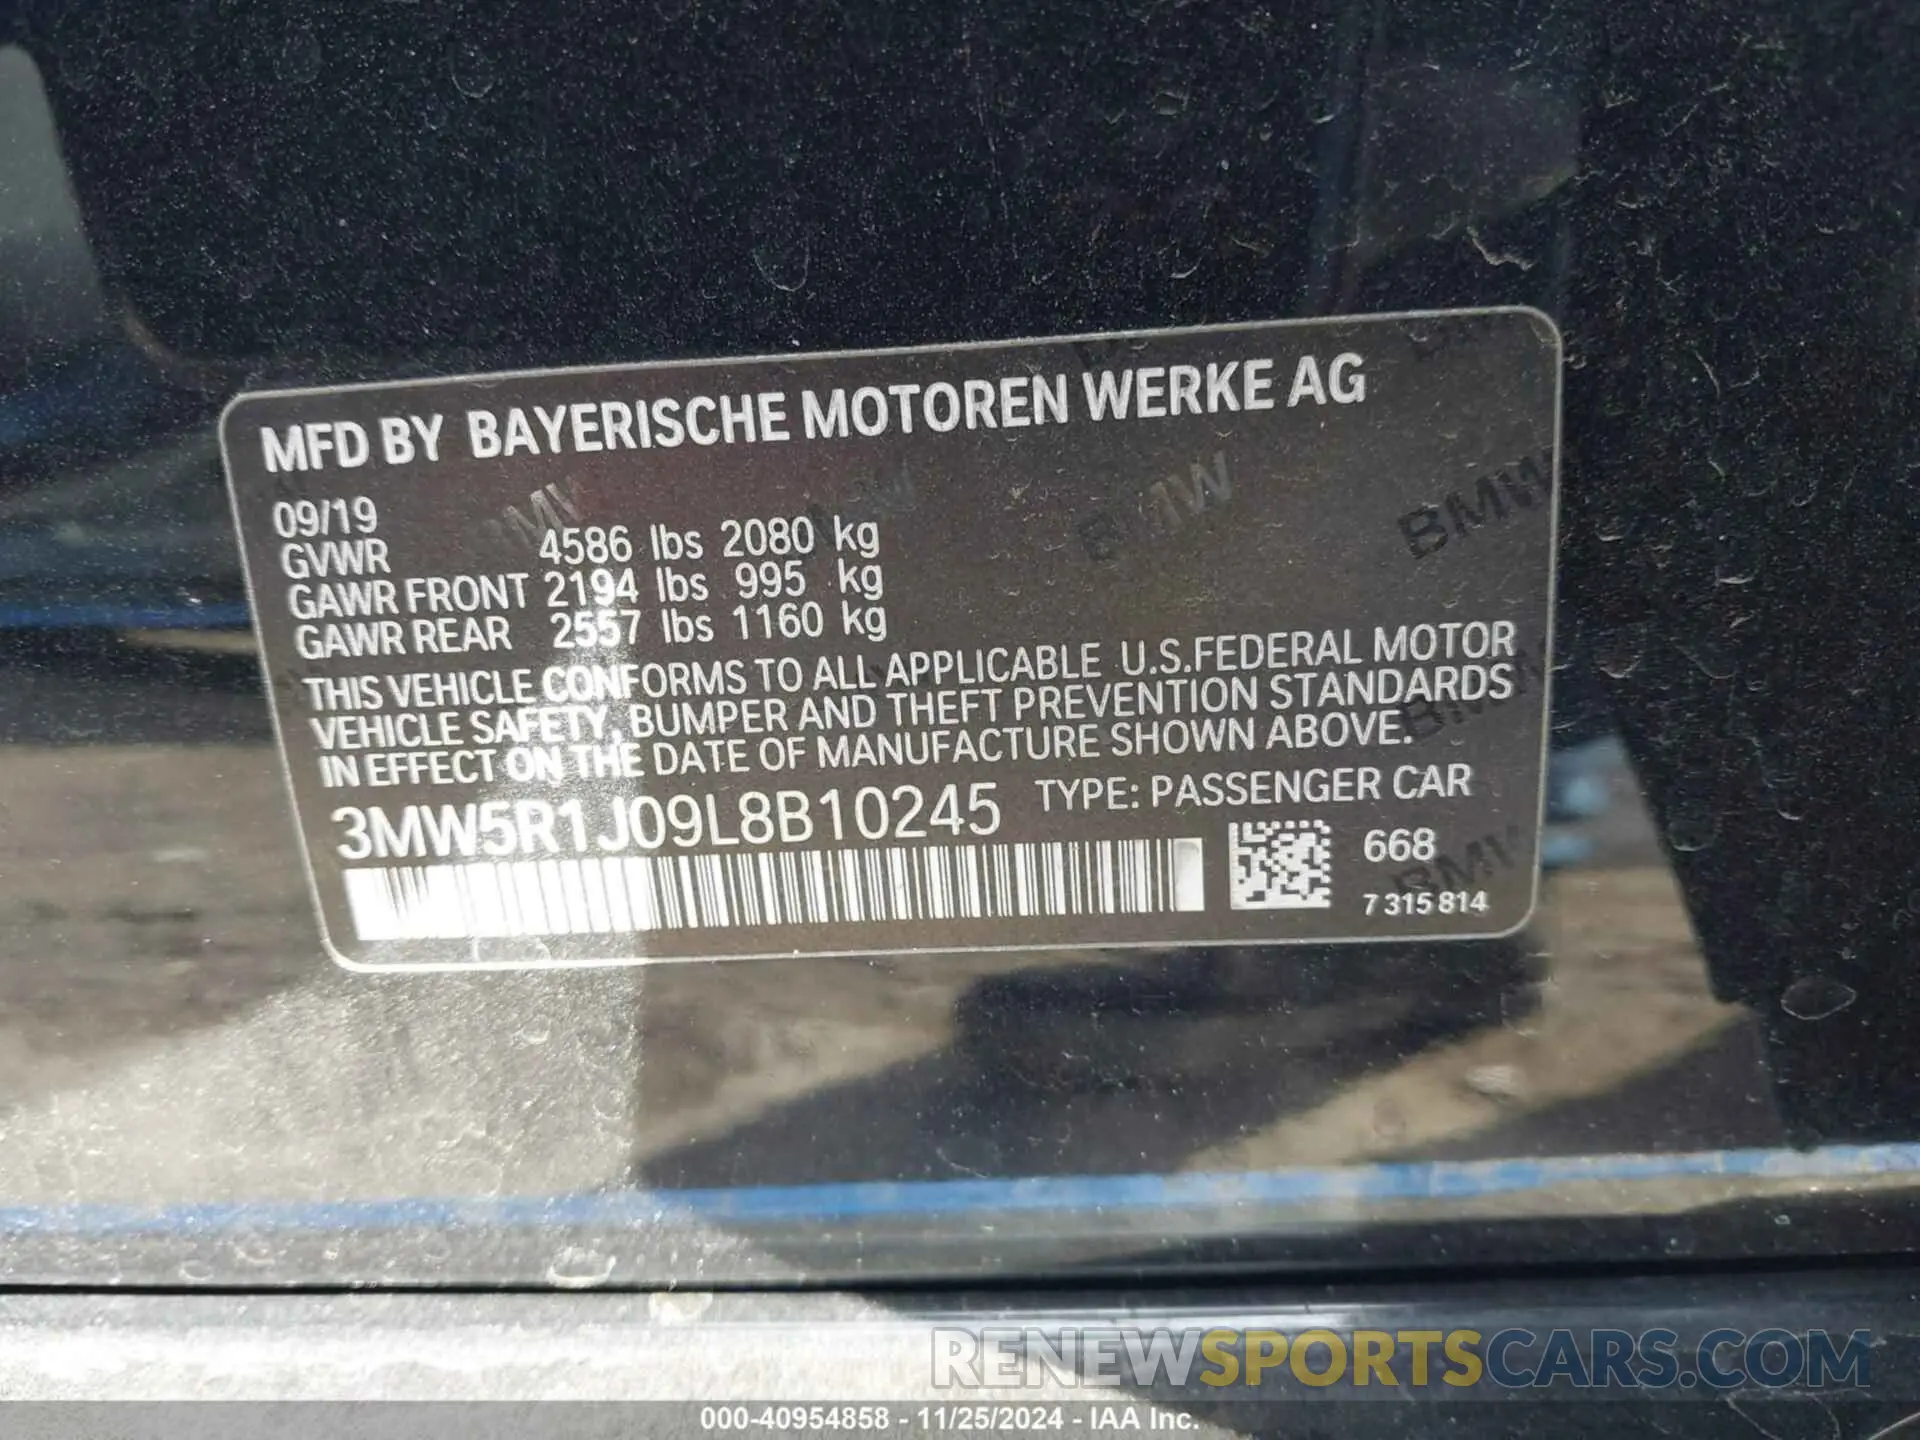 MFD BY BAYERISCHE MOTOREN WERKE AG
09/19
GVWR 4586 lbs 2080 kg
GAWR FRONT 2194 lbs 995 kg
GAWR REAR 2557 lbs 1160 kg
THIS VEHICLE CONFORMS TO ALL APPLICABLE U.S.FEDERAL MOTOR
VEHICLE SAFETY, BUMPER AND THEFT PREVENTION STANDARDS
IN EFFECT ON THE DATE OF MANUFACTURE SHOWN ABOVE.
3MW5R1J09L8B10245 TYPE: PASSENGER CAR
668
7 315 814
BMW
BMW
BMW
BMW
RENEWSPORTSCARS.COM
000-40954858 - 11/25/2024 - IAA Inc.